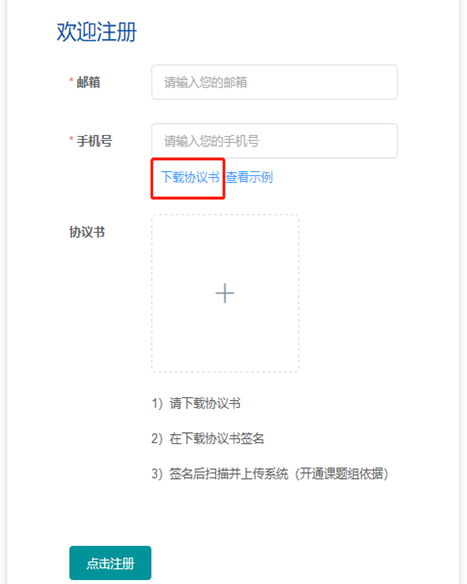 欢迎注册
* 邮箱 请输入您的邮箱
* 手机号 请输入您的手机号
下载协议书 查看示例
协议书
1）请下载协议书
2）在下载协议书签名
3）签名后扫描并上传系统（开通课题组依据）
点击注册